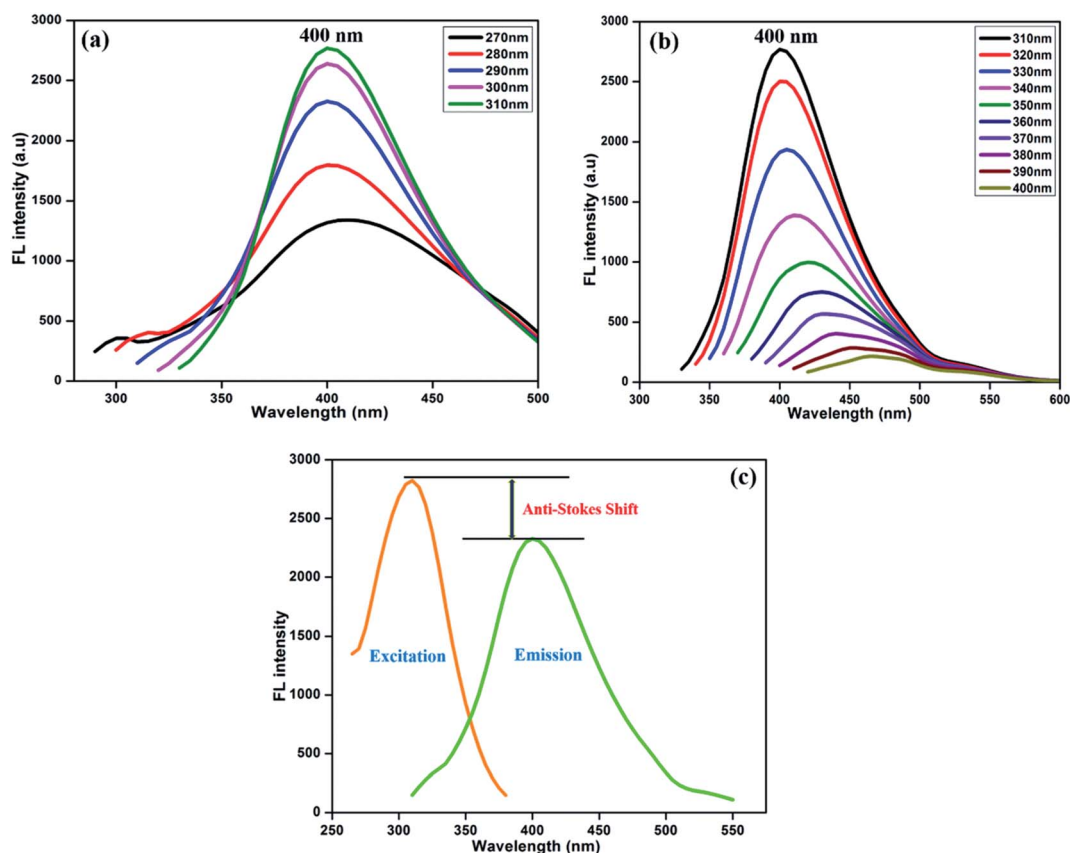 (a)
400 nm
270nm
280nm
290nm
300nm
310nm
FL intensity (a.u)
3000
2500
2000
1500
1000
500
0
300
350
400
450
500
Wavelength (nm)
(b)
400 nm
310nm
320nm
330nm
340nm
350nm
360nm
370nm
380nm
390nm
400nm
FL intensity (a.u)
3000
2500
2000
1500
1000
500
0
300
350
400
450
500
550
600
Wavelength (nm)
(c)
Anti-Stokes Shift
Excitation
Emission
FL intensity
3000
2500
2000
1500
1000
500
0
300
350
400
450
500
550
Wavelength (nm)